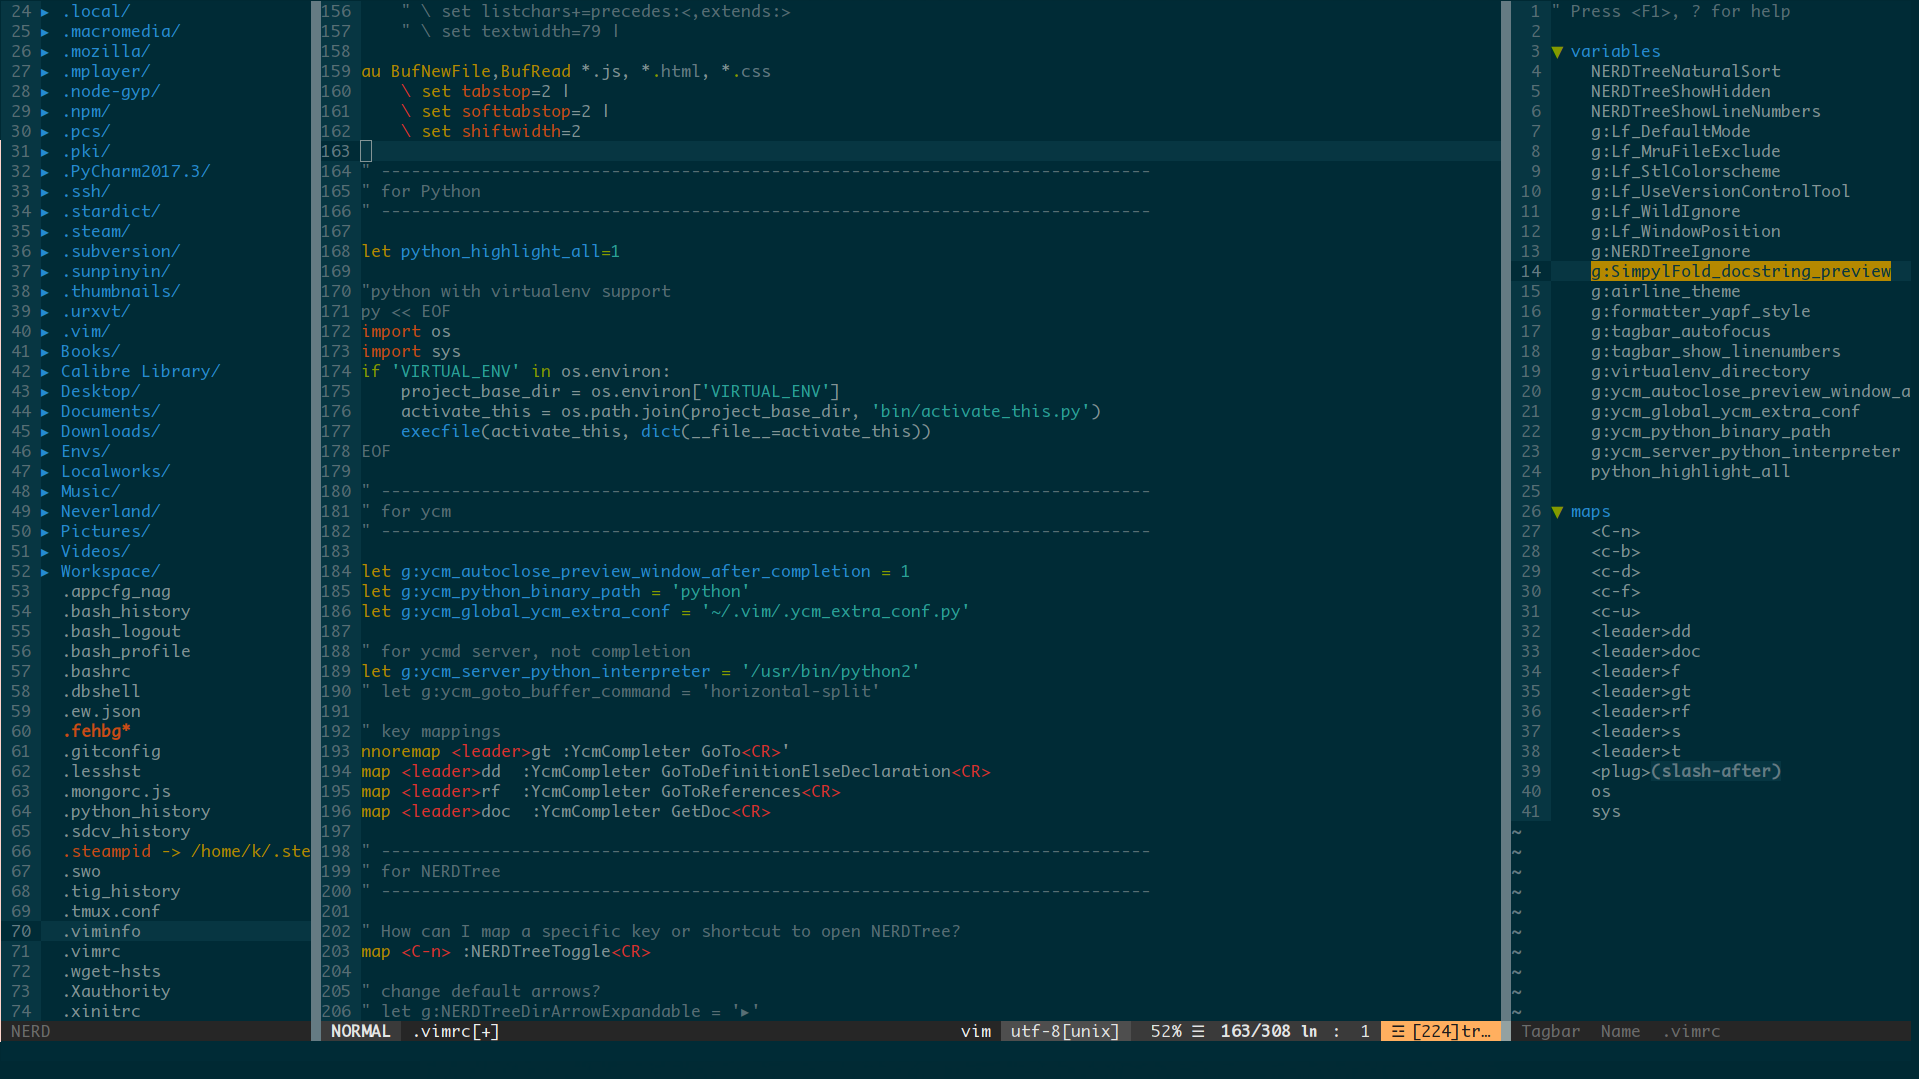 24 ▸ .local/
25 ▸ .macromedia/
26 ▸ .mozilla/
27 ▸ .mplayer/
28 ▸ .node-gyp/
29 ▸ .npm/
30 ▸ .pcs/
31 ▸ .pki/
32 ▸ .PyCharm2017.3/
33 ▸ .ssh/
34 ▸ .stardict/
35 ▸ .steam/
36 ▸ .subversion/
37 ▸ .sunpinyin/
38 ▸ .thumbnails/
39 ▸ .urxvt/
40 ▸ .vim/
41 ▸ Books/
42 ▸ Calibre Library/
43 ▸ Desktop/
44 ▸ Documents/
45 ▸ Downloads/
46 ▸ Envs/
47 ▸ Localworks/
48 ▸ Music/
49 ▸ Neverland/
50 ▸ Pictures/
51 ▸ Videos/
52 ▸ Workspace/
53 .appcfg_nag
54 .bash_history
55 .bash_logout
56 .bash_profile
57 .bashrc
58 .dbshell
59 .ew.json
60 .fehbg*
61 .gitconfig
62 .lesshst
63 .mongorc.js
64 .python_history
65 .sdcv_history
66 .steampid -> /home/k/.ste
67 .swo
68 .tig_history
69 .tmux.conf
70 .viminfo
71 .vimrc
72 .wget-hsts
73 .Xauthority
74 .xinitrc
NERD
156     " \ set listchars+=precedes:<,extends:>
157     " \ set textwidth=79 |
158
159 au BufNewFile,BufRead *.js, *.html, *.css
160     \ set tabstop=2 |
161     \ set softtabstop=2 |
162     \ set shiftwidth=2
163
164 " -----------------------------------------------------------------------------
165 " for Python
166 " -----------------------------------------------------------------------------
167
168 let python_highlight_all=1
169
170 "python with virtualenv support
171 py << EOF
172 import os
173 import sys
174 if 'VIRTUAL_ENV' in os.environ:
175     project_base_dir = os.environ['VIRTUAL_ENV']
176     activate_this = os.path.join(project_base_dir, 'bin/activate_this.py')
177     execfile(activate_this, dict(__file__=activate_this))
178 EOF
179
180 " -----------------------------------------------------------------------------
181 " for ycm
182 " -----------------------------------------------------------------------------
183
184 let g:ycm_autoclose_preview_window_after_completion = 1
185 let g:ycm_python_binary_path = 'python'
186 let g:ycm_global_ycm_extra_conf = '~/.vim/.ycm_extra_conf.py'
187
188 " for ycmd server, not completion
189 let g:ycm_server_python_interpreter = '/usr/bin/python2'
190 " let g:ycm_goto_buffer_command = 'horizontal-split'
191
192 " key mappings
193 nnoremap <leader>gt :YcmCompleter GoTo<CR>'
194 map <leader>dd  :YcmCompleter GoToDefinitionElseDeclaration<CR>
195 map <leader>rf  :YcmCompleter GoToReferences<CR>
196 map <leader>doc  :YcmCompleter GetDoc<CR>
197
198 " -----------------------------------------------------------------------------
199 " for NERDTree
200 " -----------------------------------------------------------------------------
201
202 " How can I map a specific key or shortcut to open NERDTree?
203 map <C-n> :NERDTreeToggle<CR>
204
205 " change default arrows?
206 " let g:NERDTreeDirArrowExpandable = '▸'
NORMAL .vimrc[+] vim utf-8[unix] 52% ☰ 163/308 ln : 1 ☲ [224]tr…
1 " Press <F1>, ? for help
2
3 ▼ variables
4 NERDTreeNaturalSort
5 NERDTreeShowHidden
6 NERDTreeShowLineNumbers
7 g:Lf_DefaultMode
8 g:Lf_MruFileExclude
9 g:Lf_StlColorscheme
10 g:Lf_UseVersionControlTool
11 g:Lf_WildIgnore
12 g:Lf_WindowPosition
13 g:NERDTreeIgnore
14 g:SimpylFold_docstring_preview
15 g:airline_theme
16 g:formatter_yapf_style
17 g:tagbar_autofocus
18 g:tagbar_show_linenumbers
19 g:virtualenv_directory
20 g:ycm_autoclose_preview_window_a
21 g:ycm_global_ycm_extra_conf
22 g:ycm_python_binary_path
23 g:ycm_server_python_interpreter
24 python_highlight_all
25
26 ▼ maps
27 <C-n>
28 <c-b>
29 <c-d>
30 <c-f>
31 <c-u>
32 <leader>dd
33 <leader>doc
34 <leader>f
35 <leader>gt
36 <leader>rf
37 <leader>s
38 <leader>t
39 <plug>(slash-after)
40 os
41 sys
~
~
~
~
~
~
~
~
~
~
Tagbar Name .vimrc